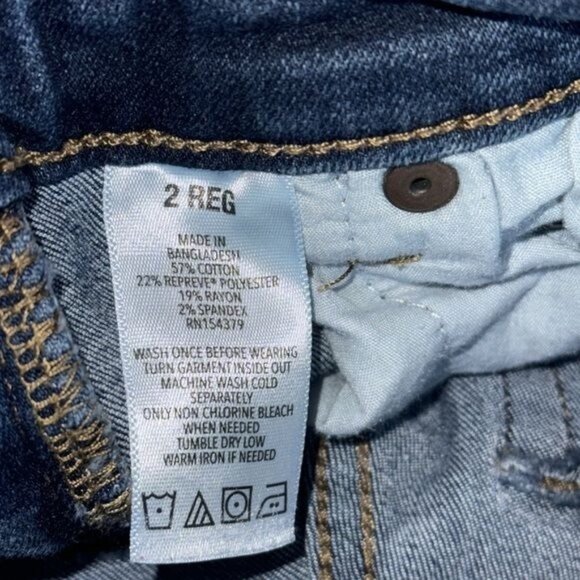 2 REG
MADE IN
BANGLADESH
57% COTTON
22% REPREVE® POLYESTER
19% RAYON
2% SPANDEX
RN154379
WASH ONCE BEFORE WEARING
TURN GARMENT INSIDE OUT
MACHINE WASH COLD
SEPARATELY
ONLY NON CHLORINE BLEACH
WHEN NEEDED
TUMBLE DRY LOW
WARM IRON IF NEEDED